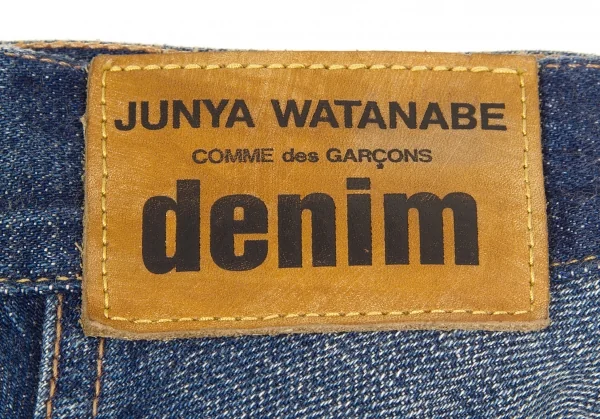 JUNYA WATANABE
COMME des GARÇONS
denim